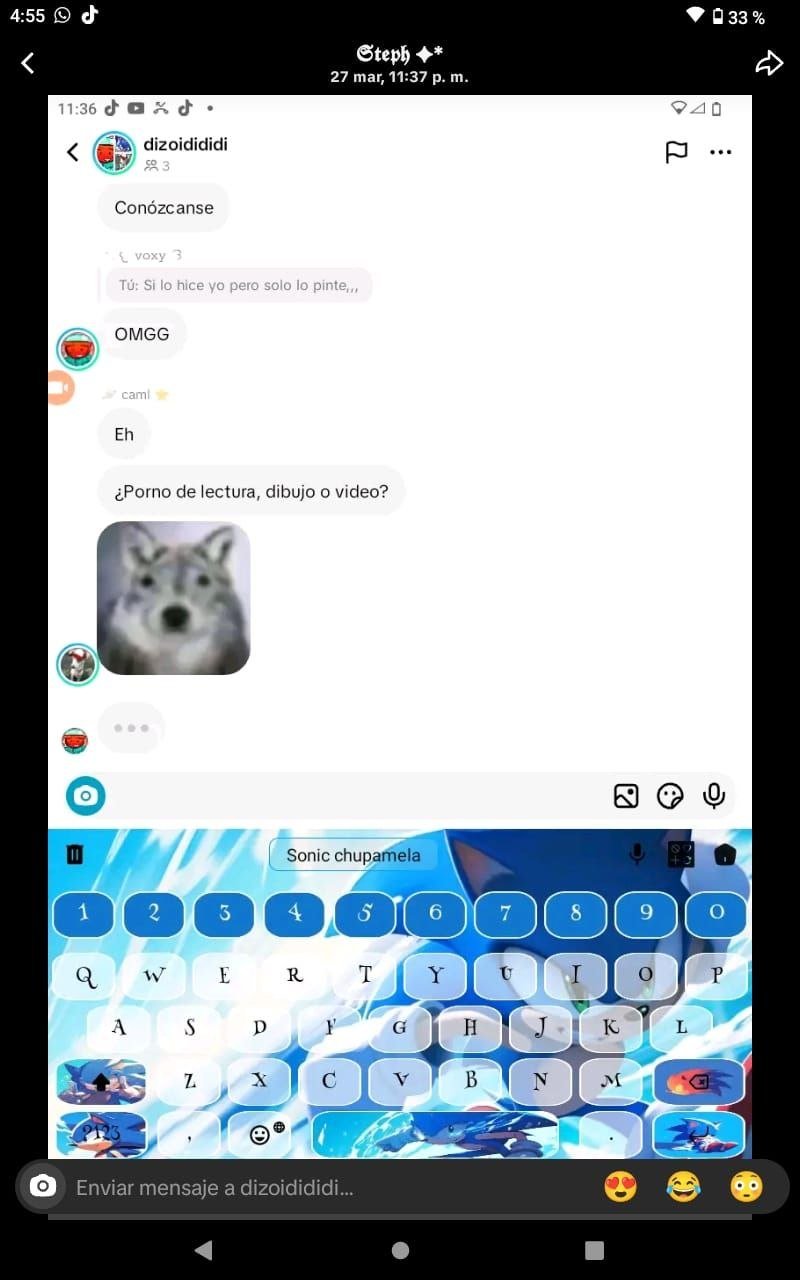 4:55
33 %
𝕾teph ✦*
27 mar, 11:37 p. m.
11:36
dizoidididi
3
Conózcanse
voxy
Tú: Si lo hice yo pero solo lo pinte,,,
OMGG
caml
Eh
¿Porno de lectura, dibujo o video?
Sonic chupamela
1 2 3 4 5 6 7 8 9 0
Q W E R T Y U I O P
A S D F G H J K L
Z X C V B N M
?123 , .
Enviar mensaje a dizoidididi...